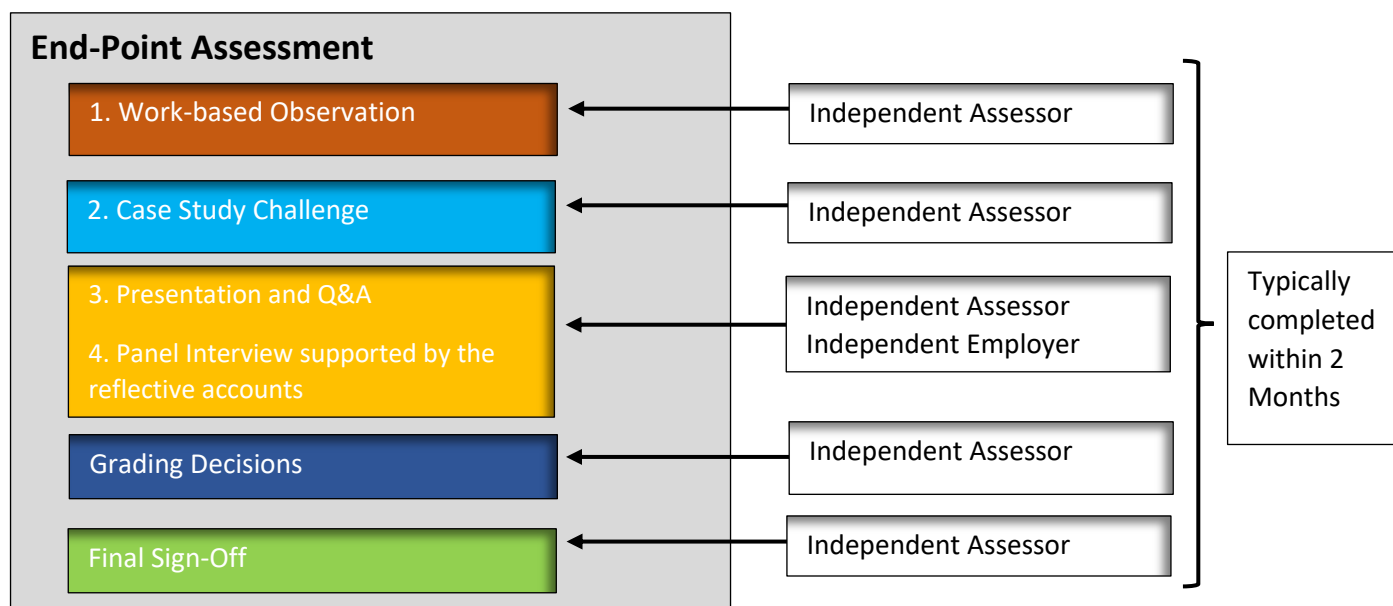 End-Point Assessment
1. Work-based Observation
Independent Assessor
2. Case Study Challenge
Independent Assessor
3. Presentation and Q&A
4. Panel Interview supported by the
reflective accounts
Independent Assessor
Independent Employer
Grading Decisions
Independent Assessor
Final Sign-Off
Independent Assessor
Typically
completed
within 2
Months